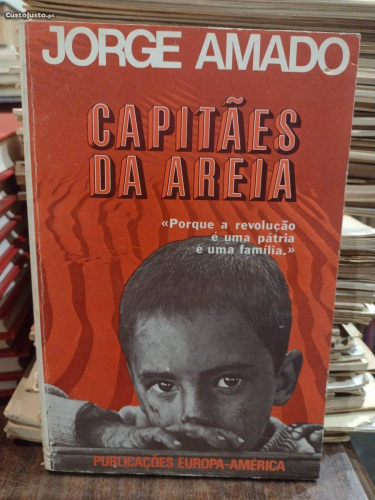 CustoJusto.pt
JORGE AMADO
CAPITÃES
DA AREIA
«Porque a revolução
é uma pátria
e uma família.»
PUBLICAÇÕES EUROPA-AMÉRICA